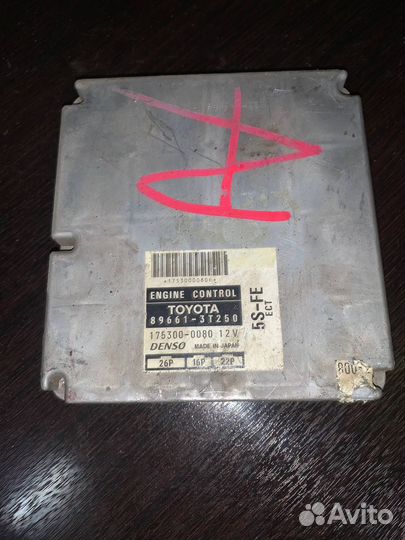 ENGINE CONTROL
TOYOTA
89661-3T250
175300-0080 12V
DENSO MADE IN JAPAN
26P 16P 22P
5S-FE
ECT
Avito